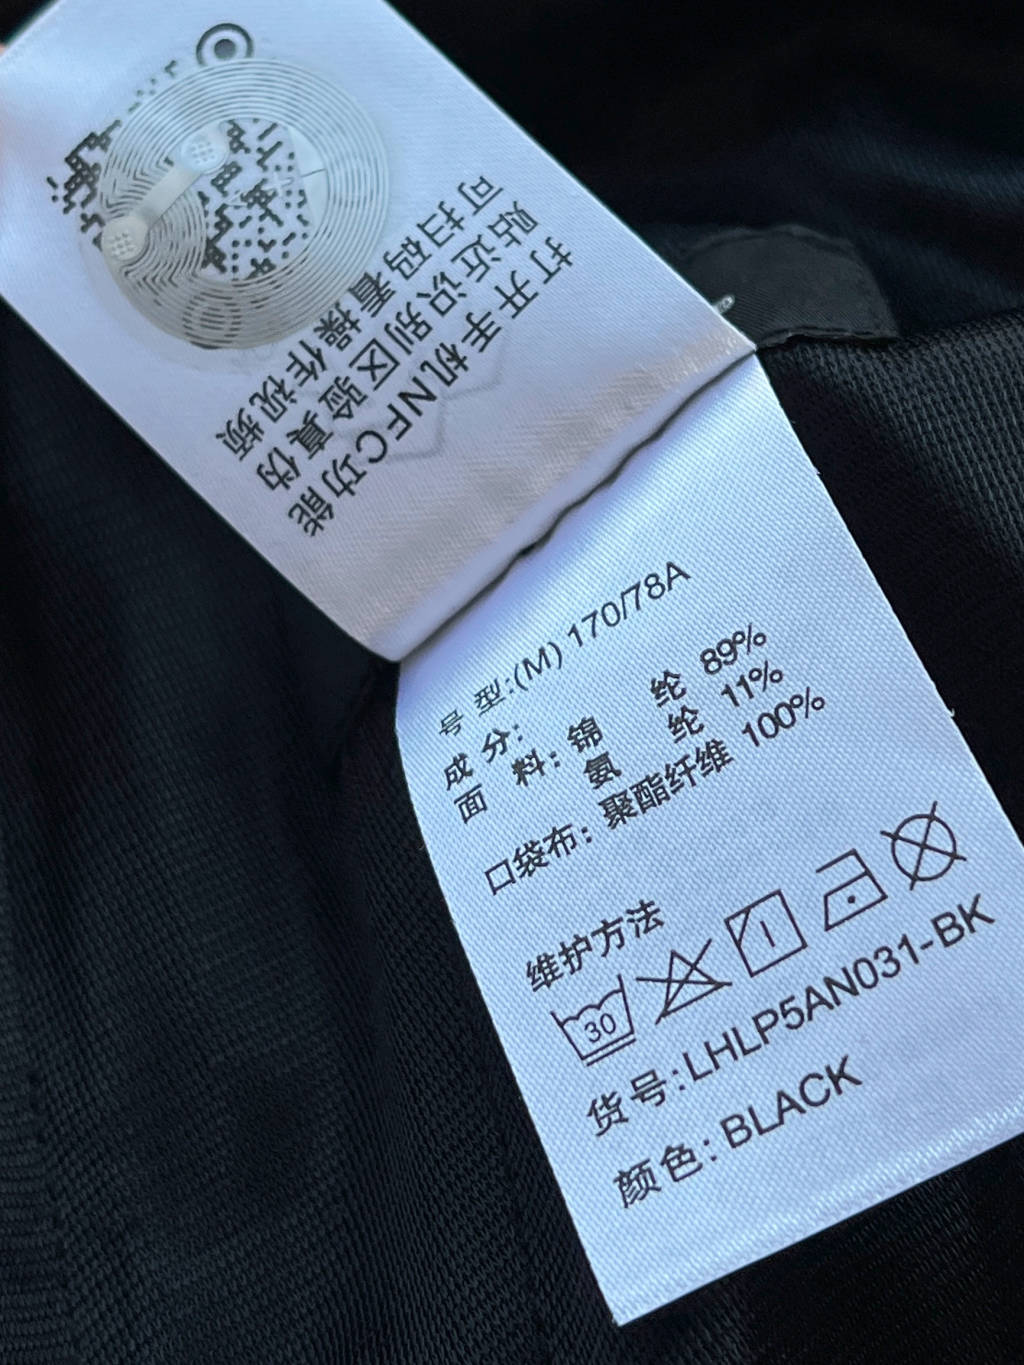 打开手机NFC功能
贴近识别区验真伪
可扫码看操作视频
号 型:(M) 170/78A
成 分:
面 料: 锦 纶 89%
氨 纶 11%
口袋布: 聚酯纤维 100%
维护方法
30
货号:LHLP5AN031-BK
颜色: BLACK